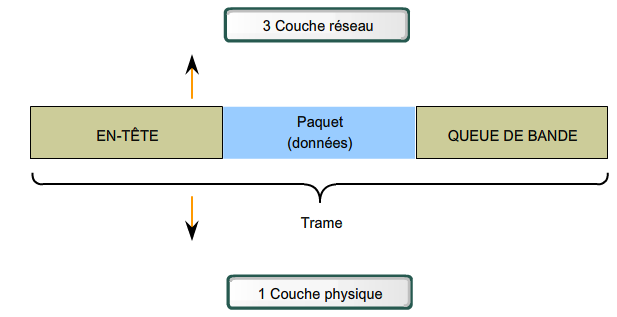 3 Couche réseau
EN-TÊTE
Paquet
(données)
QUEUE DE BANDE
Trame
1 Couche physique